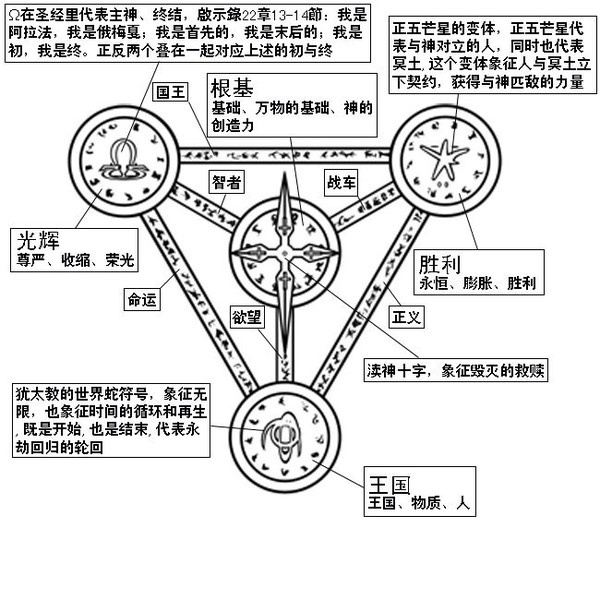 Ω在圣经里代表主神、终结，啟示錄22章13-14節：我是
阿拉法，我是俄梅戛；我是首先的，我是末后的；我是
初，我是终。正反两个叠在一起对应上述的初与终
正五芒星的变体，正五芒星代
表与神对立的人，同时也代表
冥土,这个变体象征人与冥土立
下契约，获得与神匹敌的力量
国王
根基
基础、万物的基础、神的
创造力
智者
战车
光辉
尊严、收缩、荣光
胜利
永恒、膨胀、胜利
命运
欲望
正义
渎神十字，象征毁灭的救赎
犹太教的世界蛇符号，象征无
限，也象征时间的循环和再生
,既是开始,也是结束,代表永
劫回归的轮回
王国
王国、物质、人